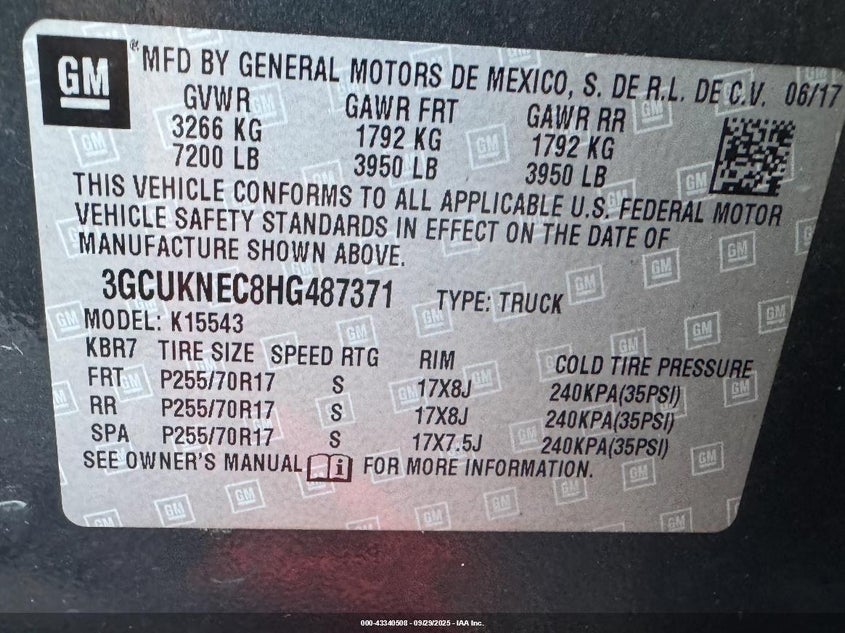 GM
® MFD BY GENERAL MOTORS DE MEXICO, S. DE R.L. DE C.V. 06/17
GVWR GAWR FRT GAWR RR
3266 KG 1792 KG 1792 KG
7200 LB 3950 LB 3950 LB
THIS VEHICLE CONFORMS TO ALL APPLICABLE U.S. FEDERAL MOTOR
VEHICLE SAFETY STANDARDS IN EFFECT ON THE DATE OF
MANUFACTURE SHOWN ABOVE.
3GCUKNEC8HG487371 TYPE: TRUCK
MODEL: K15543
KBR7 TIRE SIZE SPEED RTG RIM COLD TIRE PRESSURE
FRT P255/70R17 S 17X8J 240KPA(35PSI)
RR P255/70R17 S 17X8J 240KPA(35PSI)
SPA P255/70R17 S 17X7.5J 240KPA(35PSI)
SEE OWNER'S MANUAL i FOR MORE INFORMATION.
000-43340508 - 09/29/2025 - IAA Inc.